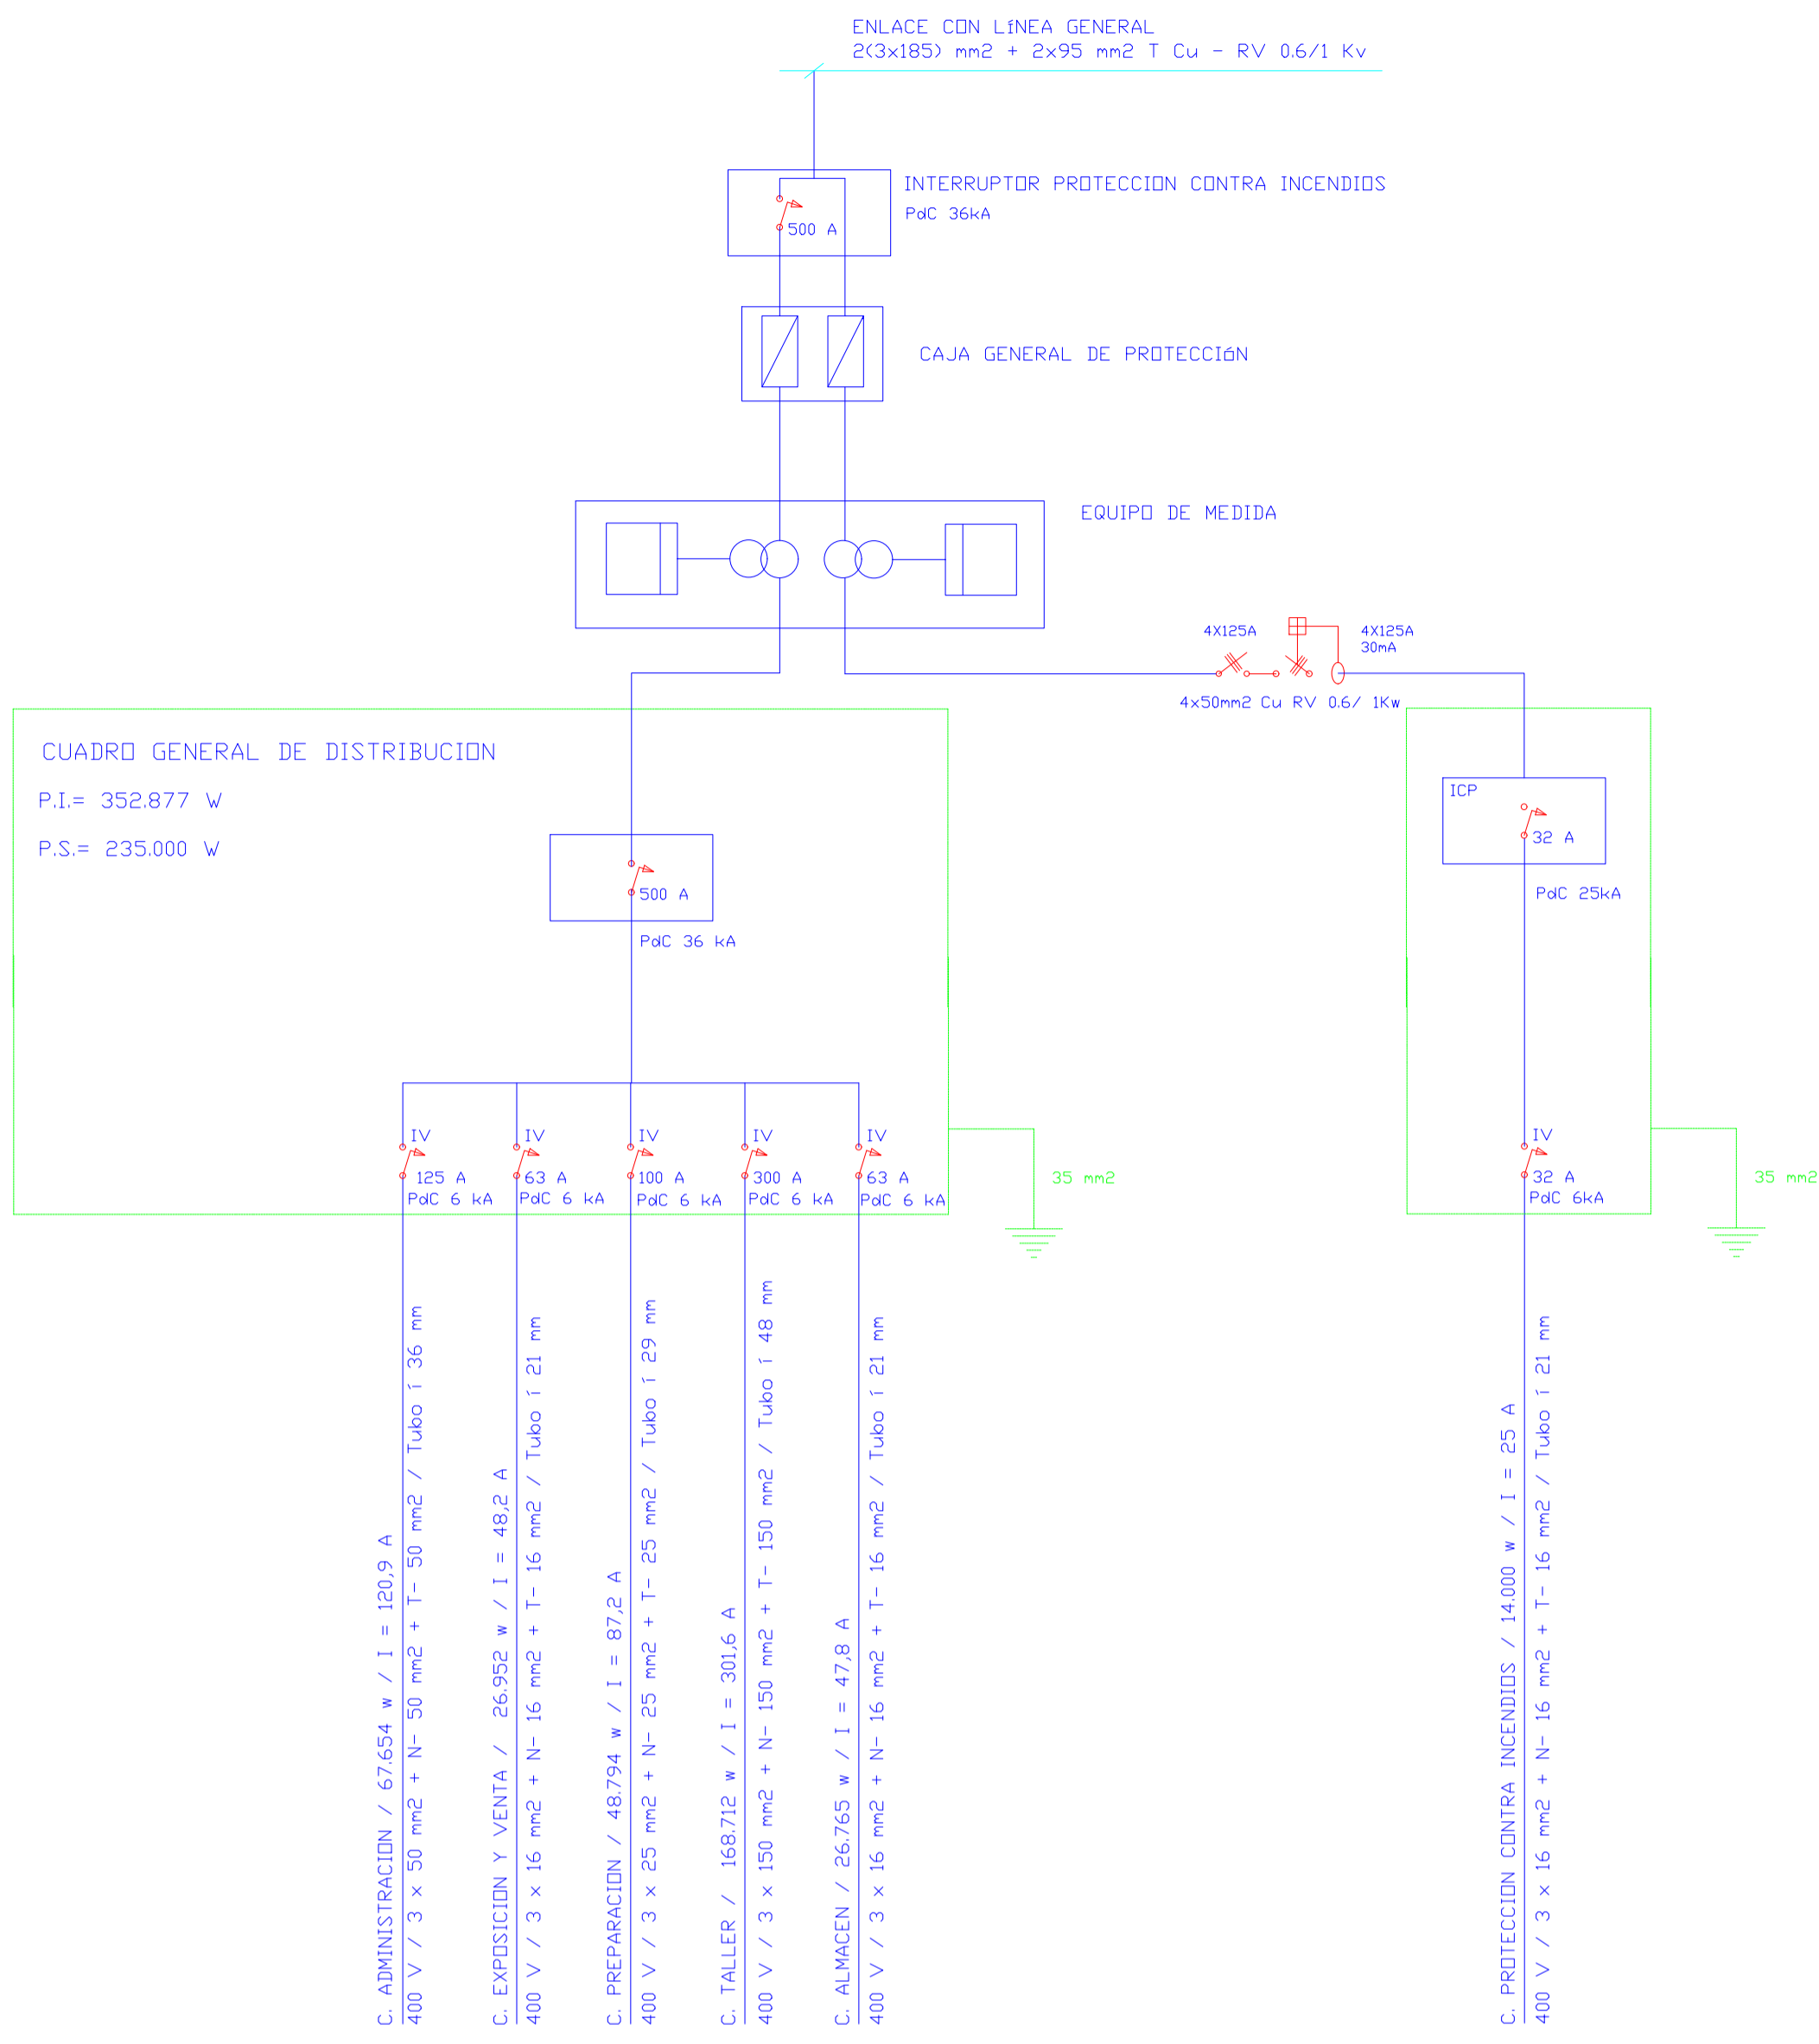 ENLACE CON LíNEA GENERAL
2(3x185) mm2 + 2x95 mm2 T Cu - RV 0.6/1 Kv
INTERRUPTOR PROTECCION CONTRA INCENDIOS
PdC 36kA
500 A
CAJA GENERAL DE PROTECCIóN
EQUIPO DE MEDIDA
4X125A
4X125A
30mA
4x50mm2 Cu RV 0.6/ 1Kw
CUADRO GENERAL DE DISTRIBUCION
P.I.= 352.877 W
P.S.= 235.000 W
500 A
PdC 36 kA
ICP
32 A
PdC 25kA
IV
125 A
PdC 6 kA
IV
63 A
PdC 6 kA
IV
100 A
PdC 6 kA
IV
300 A
PdC 6 kA
IV
63 A
PdC 6 kA
35 mm2
IV
32 A
PdC 6kA
35 mm2
C. ADMINISTRACION / 67.654 w / I = 120,9 A
400 V / 3 x 50 mm2 + N- 50 mm2 + T- 50 mm2 / Tubo í 36 mm
C. EXPOSICION Y VENTA / 26.952 w / I = 48,2 A
400 V / 3 x 16 mm2 + N- 16 mm2 + T- 16 mm2 / Tubo í 21 mm
C. PREPARACION / 48.794 w / I = 87,2 A
400 V / 3 x 25 mm2 + N- 25 mm2 + T- 25 mm2 / Tubo í 29 mm
C. TALLER / 168.712 w / I = 301,6 A
400 V / 3 x 150 mm2 + N- 150 mm2 + T- 150 mm2 / Tubo í 48 mm
C. ALMACEN / 26.765 w / I = 47,8 A
400 V / 3 x 16 mm2 + N- 16 mm2 + T- 16 mm2 / Tubo í 21 mm
C. PROTECCION CONTRA INCENDIOS / 14.000 w / I = 25 A
400 V / 3 x 16 mm2 + N- 16 mm2 + T- 16 mm2 / Tubo í 21 mm